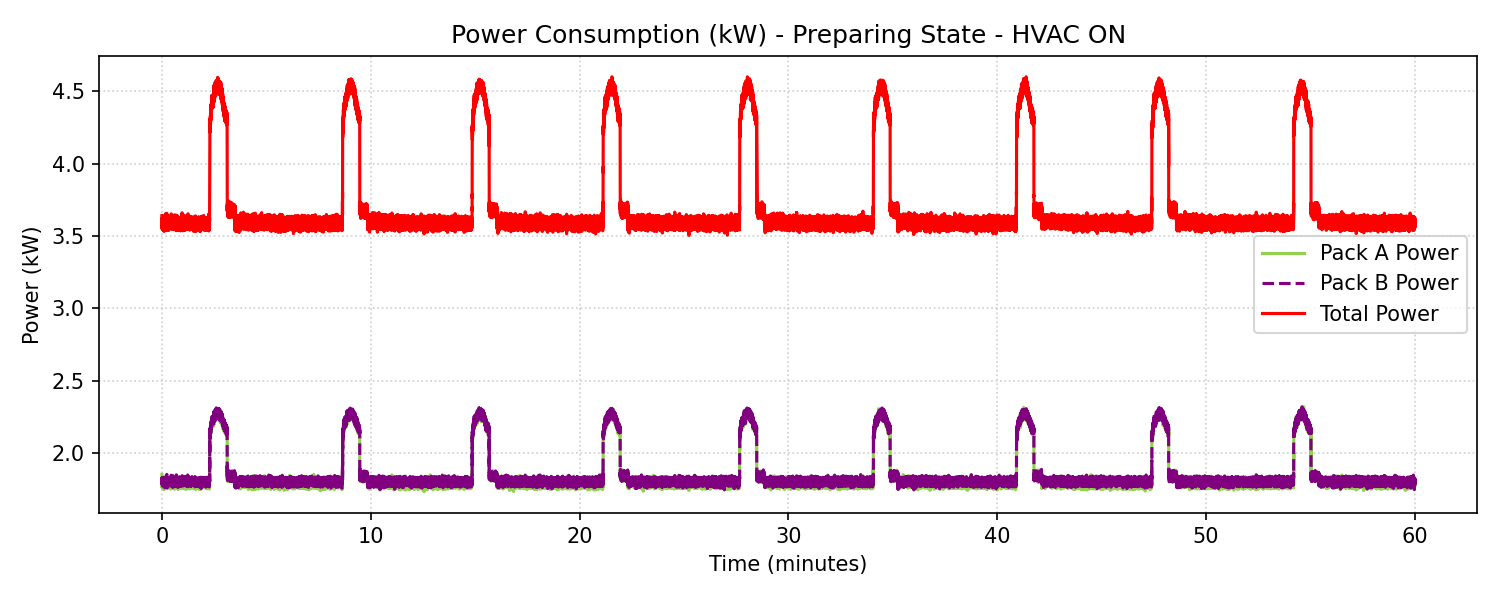 Power Consumption (kW) - Preparing State - HVAC ON
Power (kW)
4.5
4.0
3.5
3.0
2.5
2.0
Pack A Power
Pack B Power
Total Power
0 10 20 30 40 50 60
Time (minutes)